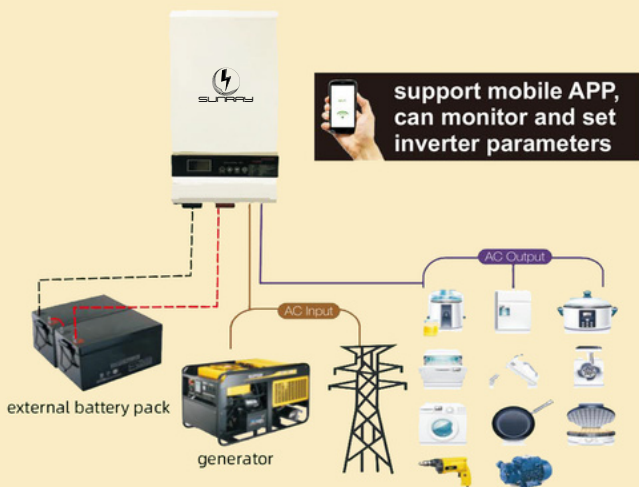 SUNRAY
support mobile APP,
can monitor and set
inverter parameters
AC Output
AC Input
external battery pack
generator